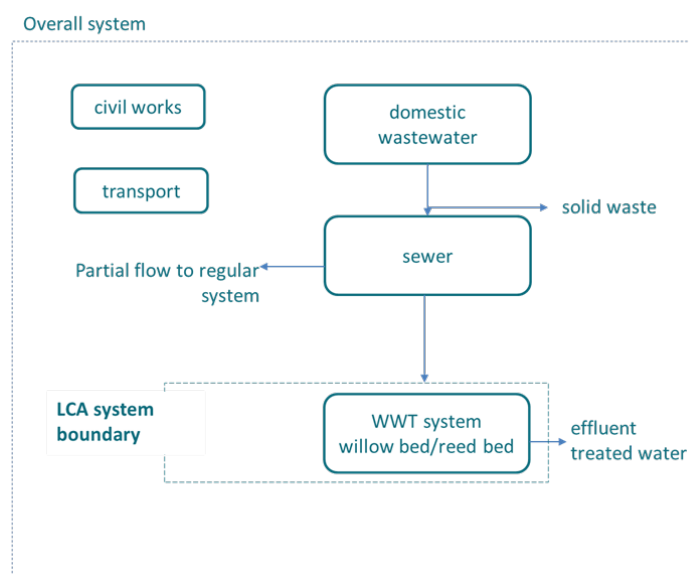 Overall system
civil works
domestic
wastewater
transport
solid waste
sewer
Partial flow to regular
system
LCA system
boundary
WWT system
willow bed/reed bed
effluent
treated water